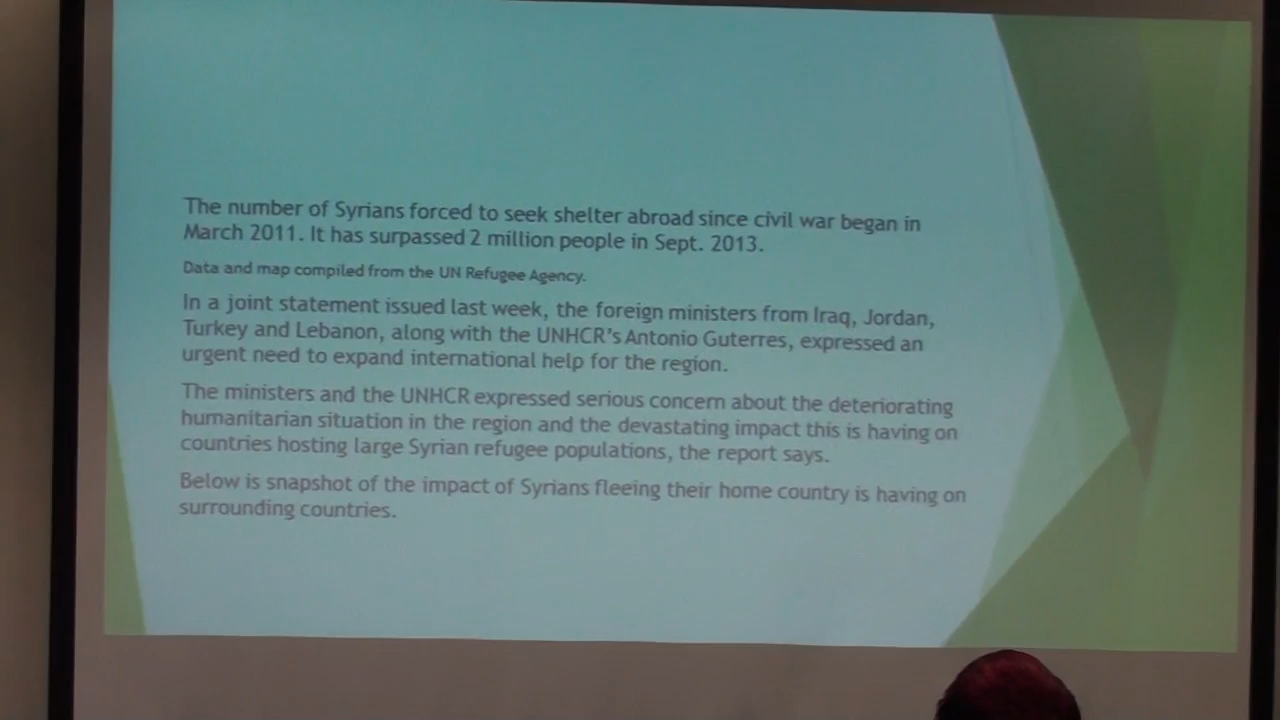 The number of Syrians forced to seek shelter abroad since civil war began in
March 2011. It has surpassed 2 million people in Sept. 2013.
Data and map compiled from the UN Refugee Agency.
In a joint statement issued last week, the foreign ministers from Iraq, Jordan,
Turkey and Lebanon, along with the UNHCR's Antonio Guterres, expressed an
urgent need to expand international help for the region.
The ministers and the UNHCR expressed serious concern about the deteriorating
humanitarian situation in the region and the devastating impact this is having on
countries hosting large Syrian refugee populations, the report says.
Below is snapshot of the impact of Syrians fleeing their home country is having on
surrounding countries.